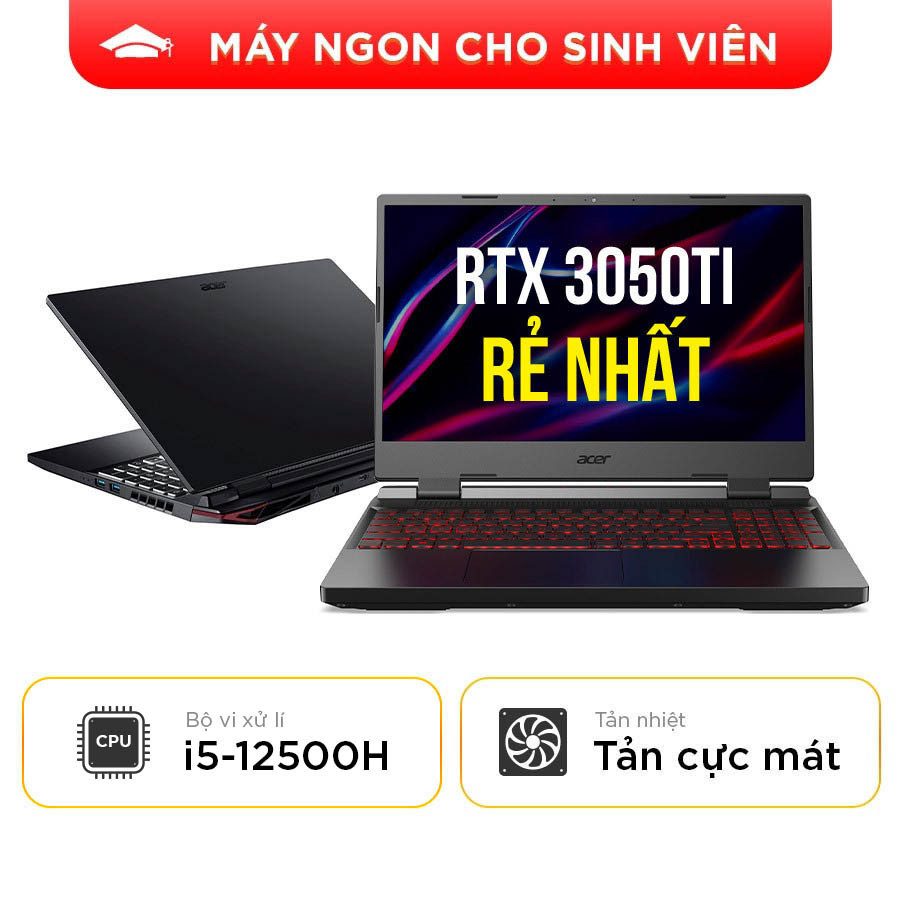 MÁY NGON CHO SINH VIÊN
acer
RTX 3050TI
RẺ NHẤT
acer
CPU
Bộ vi xử lí
i5-12500H
Tản nhiệt
Tản cực mát